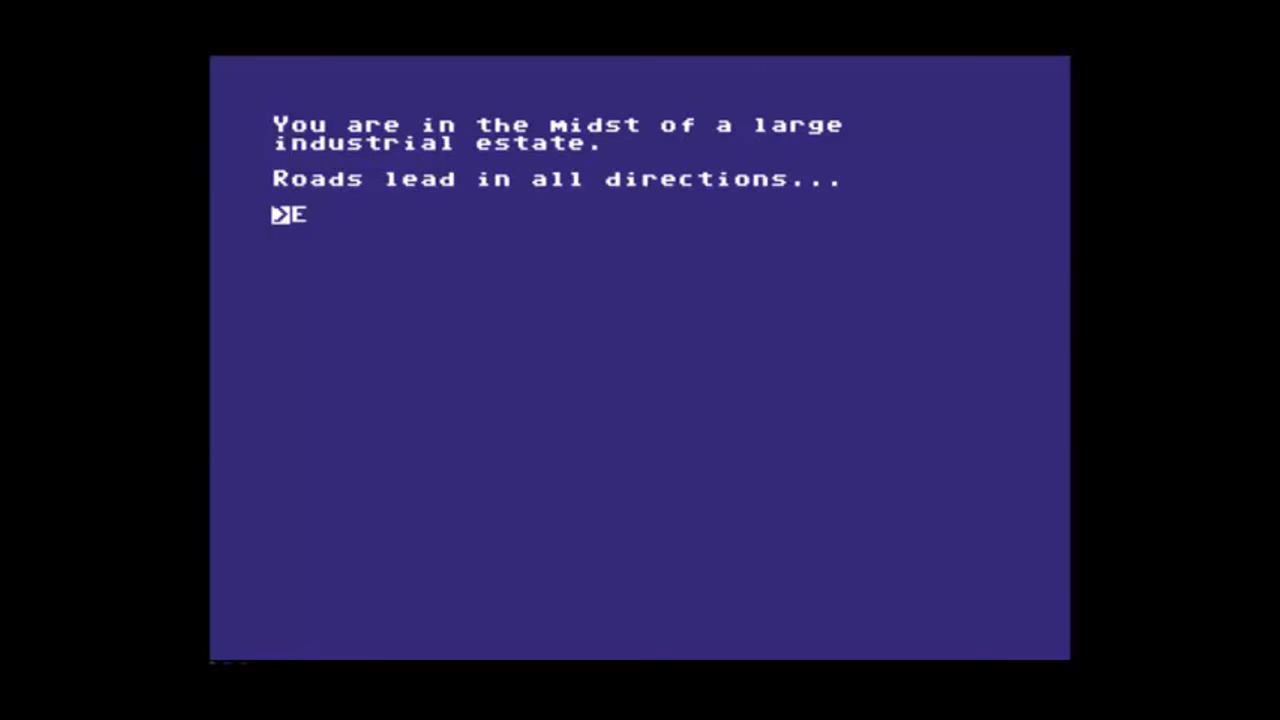 You are in the midst of a large
industrial estate.
Roads lead in all directions...
>E